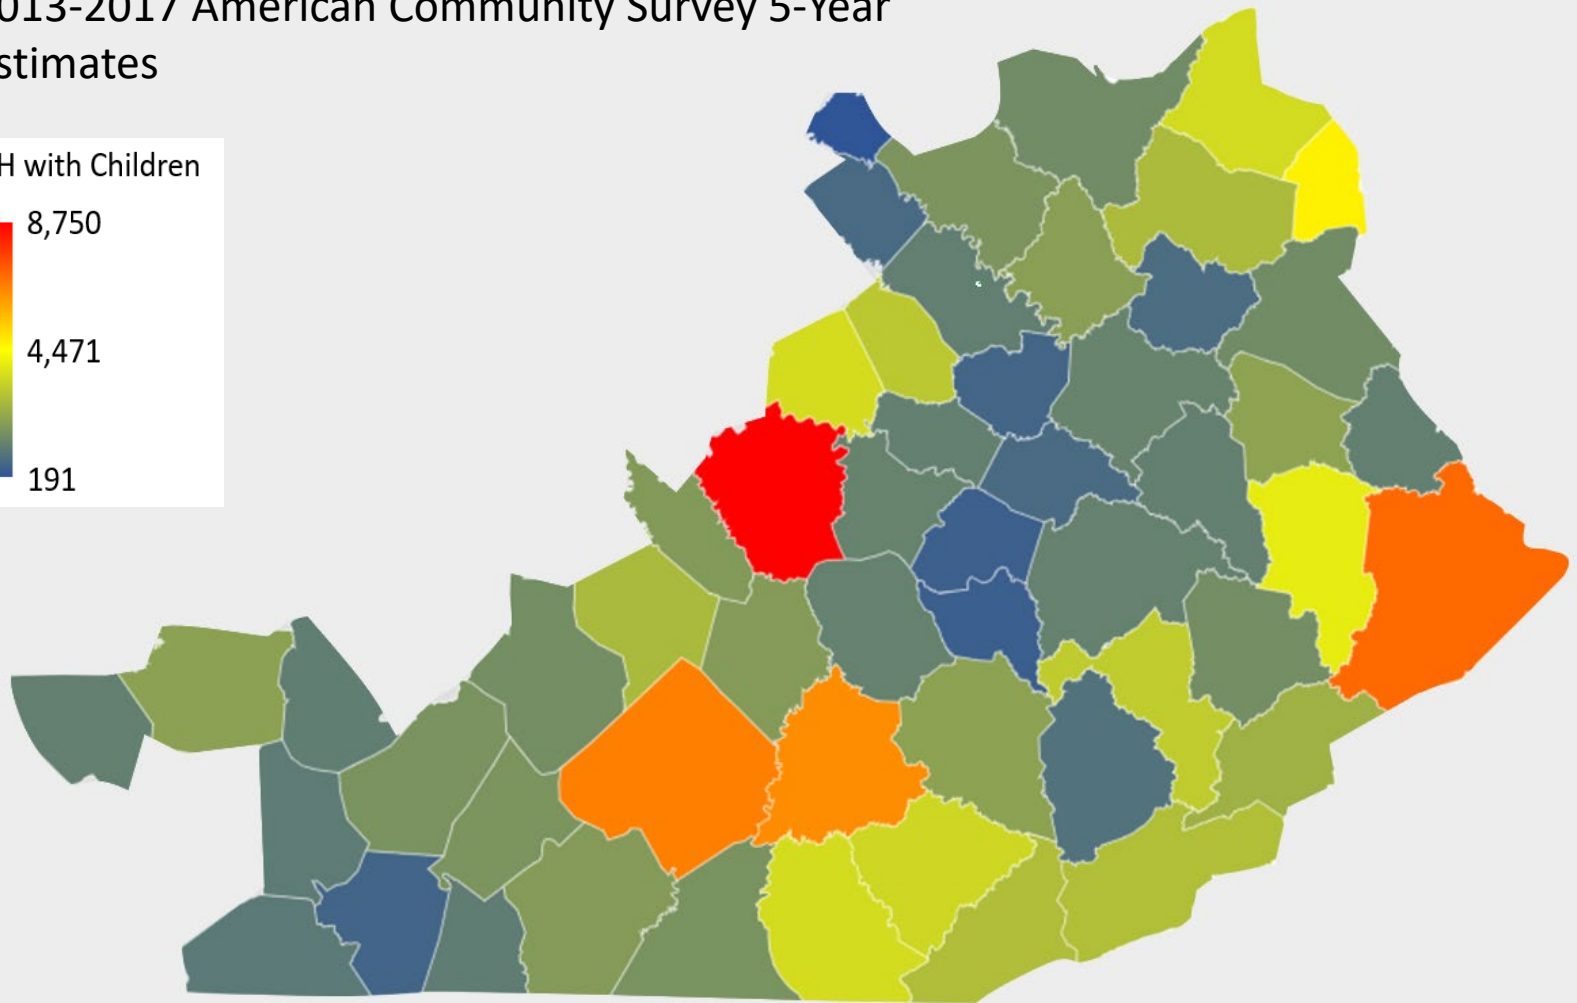 013-2017 American Community Survey 5-Year
stimates
H with Children
8,750
4,471
191